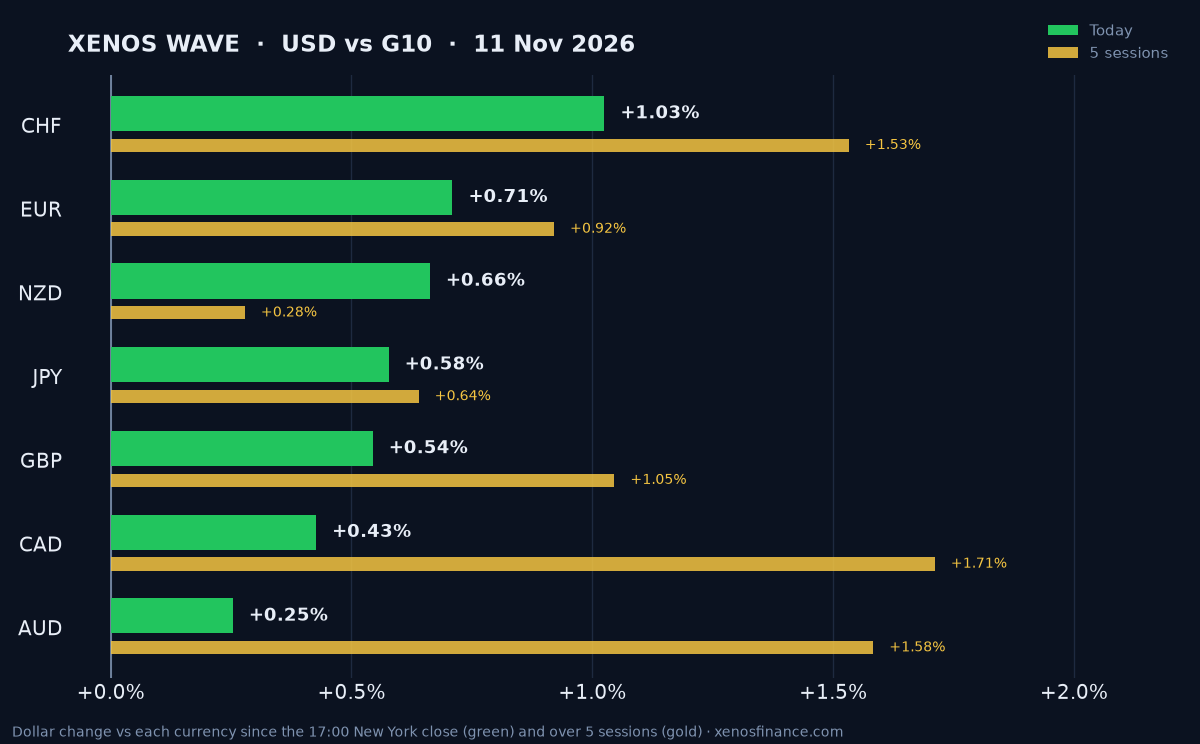 XENOS WAVE · USD vs G10 · 11 Nov 2026
Today
5 sessions
CHF
+1.03%
+1.53%
EUR
+0.71%
+0.92%
NZD
+0.66%
+0.28%
JPY
+0.58%
+0.64%
GBP
+0.54%
+1.05%
CAD
+0.43%
+1.71%
AUD
+0.25%
+1.58%
+0.0% +0.5% +1.0% +1.5% +2.0%
Dollar change vs each currency since the 17:00 New York close (green) and over 5 sessions (gold) · xenosfinance.com